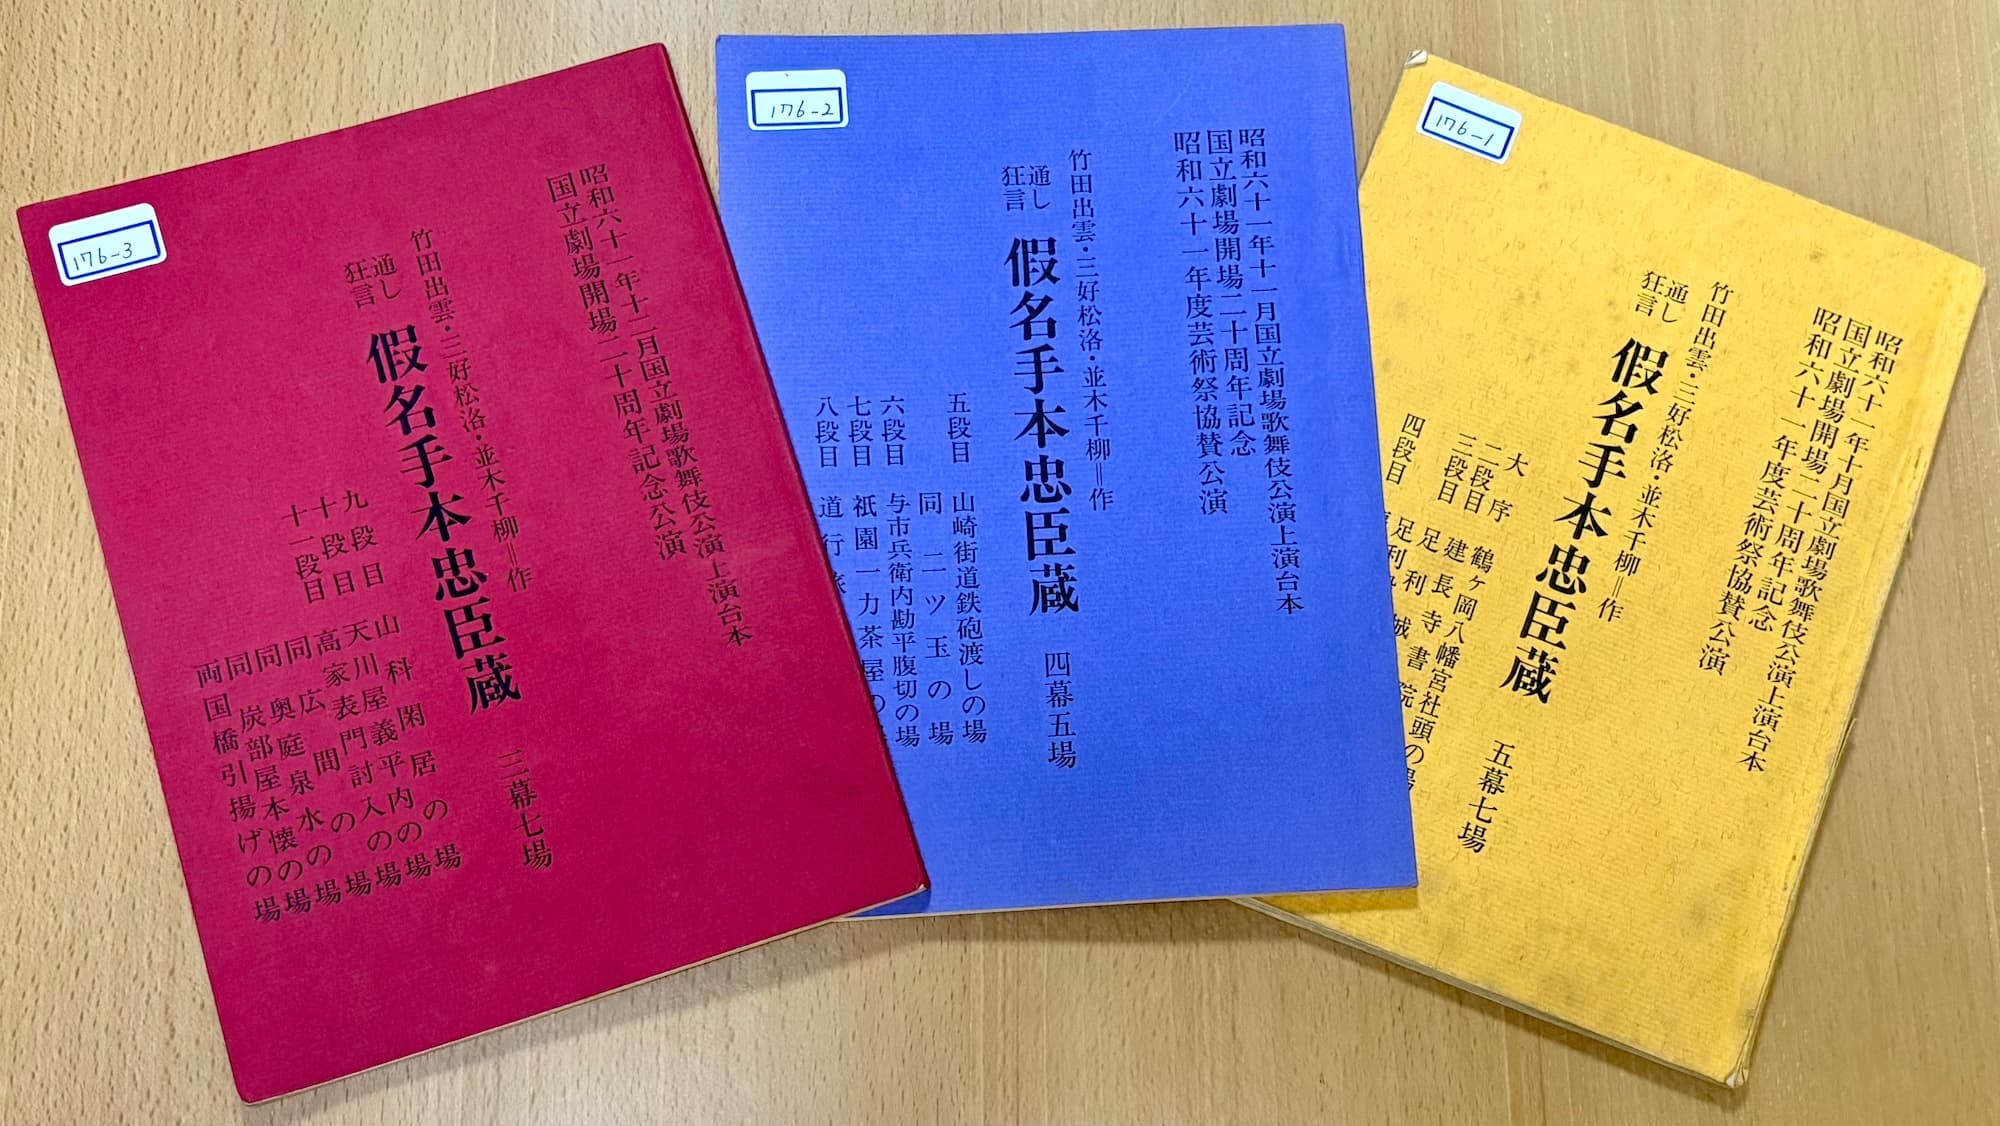 176-1
昭和六十一年十月国立劇場歌舞伎公演上演台本
国立劇場開場二十周年記念
昭和六十一年度芸術祭協賛公演
竹田出雲・三好松洛・並木千柳＝作
通し
狂言
假名手本忠臣蔵 五幕七場
大序 鶴ヶ岡八幡宮社頭の場
二段目 建長寺書院の
三段目 足利
四段目
176-2
昭和六十一年十一月国立劇場歌舞伎公演上演台本
国立劇場開場二十周年記念
昭和六十一年度芸術祭協賛公演
竹田出雲・三好松洛・並木千柳＝作
通し
狂言
假名手本忠臣蔵 四幕五場
五段目 山崎街道鉄砲渡しの場
同 二ツ玉の場
六段目 与市兵衛内勘平腹切の場
七段目 祇園一力茶屋の
八段目 道行
176-3
昭和六十一年十二月国立劇場歌舞伎公演上演台本
国立劇場開場二十周年記念公演
竹田出雲・三好松洛・並木千柳＝作
通し
狂言
假名手本忠臣蔵 三幕七場
九段目 山科閑居の場
十段目 天川屋義平内の場
十一段目 高家表門討入の場
同 広間の場
同 奥庭泉水の場
同 炭部屋本懐の場
両国橋引揚げの場